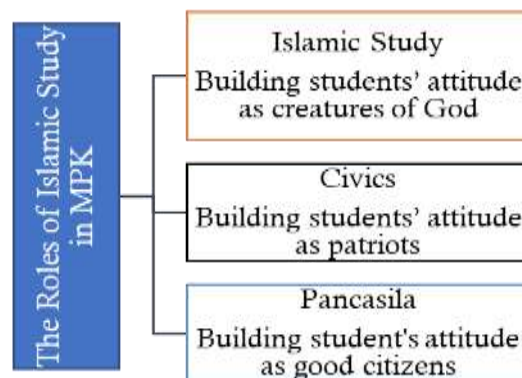 The Roles of Islamic Study
in MPK
Islamic Study
Building students' attitude
as creatures of God
Civics
Building students' attitude
as patriots
Pancasila
Building student's attitude
as good citizens